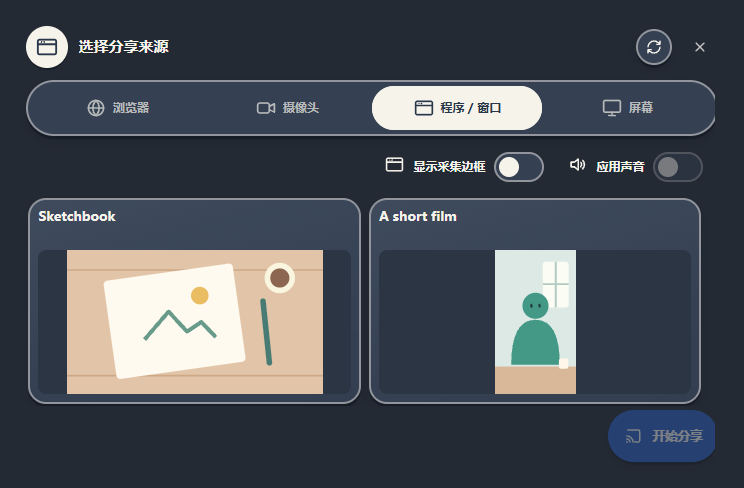 选择分享来源
浏览器
摄像头
程序 / 窗口
屏幕
显示采集边框
应用声音
Sketchbook
A short film
开始分享